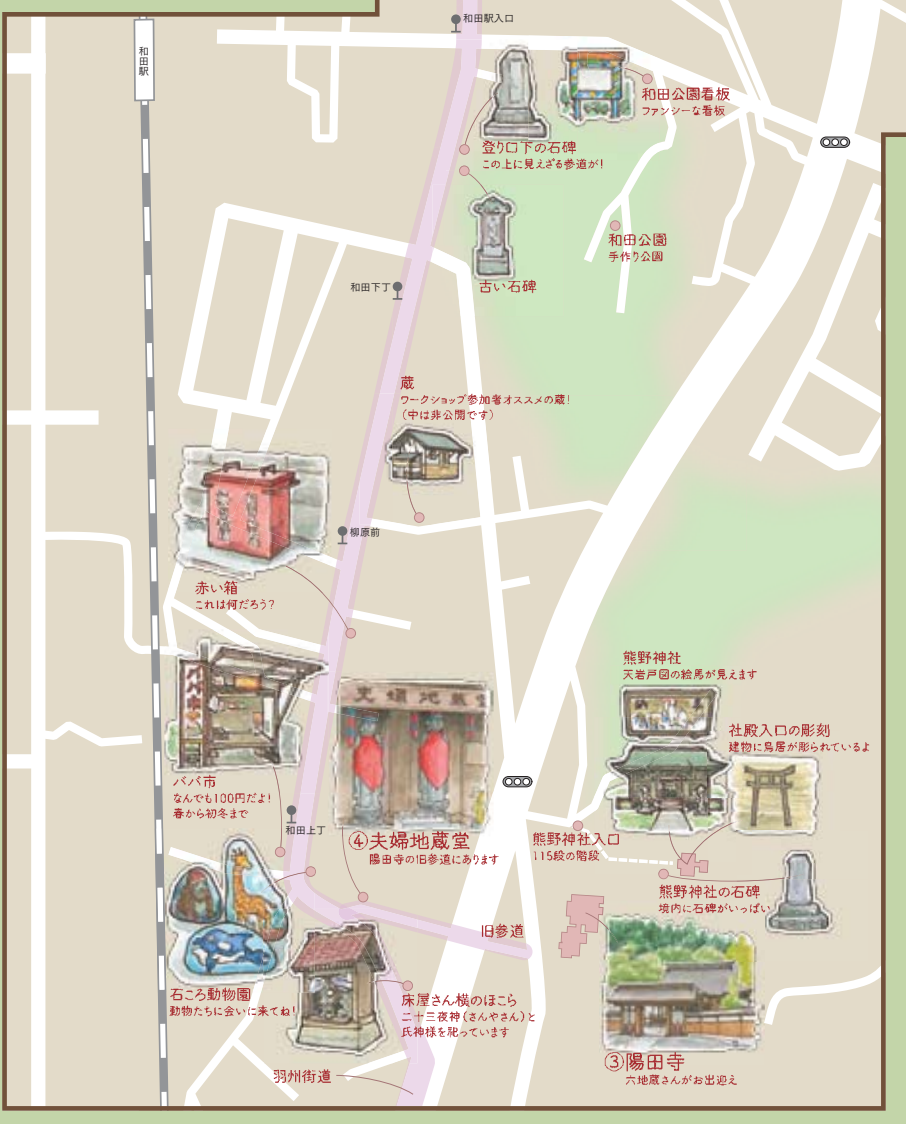 和田駅入口
和田駅
和田公園看板
ファンシーな看板
登り口下の石碑
この上に見えざる参道が!
和田公園
手作り公園
古い石碑
和田下丁
蔵
ワークショップ参加者オススメの蔵!
(中は非公開です)
柳原前
赤い箱
これは何だろう?
熊野神社
天岩戸図の絵馬が見えます
夫婦地蔵堂
ババ市
社殿入口の彫刻
建物に鳥居が彫られているよ
ババ市
なんでも100円だよ!
春から初冬まで
和田上丁
④夫婦地蔵堂
陽田寺の旧参道にあります
熊野神社入口
115段の階段
熊野神社の石碑
境内に石碑がいっぱい
旧参道
石ころ動物園
動物たちに会いに来てね!
床屋さん横のほこら
二十三夜神(さんやさん)と
氏神様を祀っています
③陽田寺
六地蔵さんがお出迎え
羽州街道